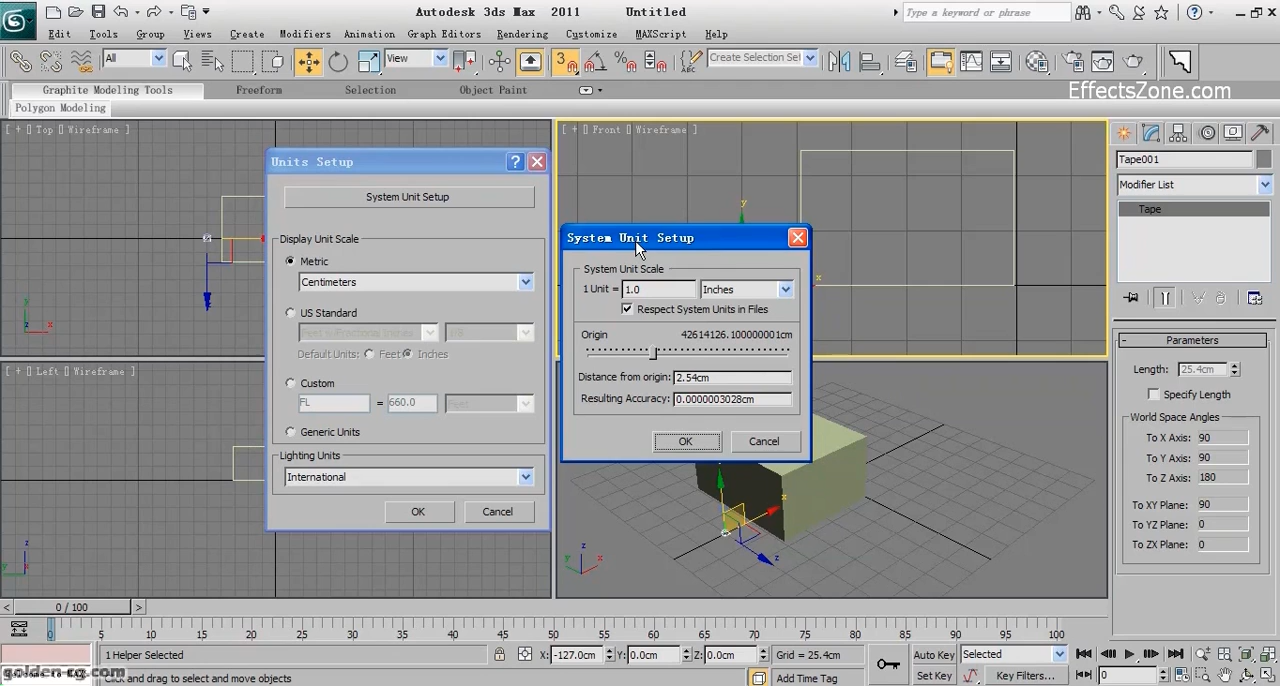 Autodesk 3ds Max 2011 Untitled
Type a keyword or phrase
Edit Tools Group Views Create Modifiers Animation Graph Editors Rendering Customize MAXScript Help
All View 3 Create Selection Se
Graphite Modeling Tools Freeform Selection Object Paint
EffectsZone.com
Polygon Modeling
[ + [] Top [] Wireframe ]
[ + [] Front [] Wireframe ]
Tape001
Modifier List
Tape
Units Setup
System Unit Setup
Display Unit Scale
Metric
Centimeters
US Standard
Default Units: Feet Inches
Custom
FL = 660.0 Feet
Generic Units
Lighting Units
International
OK Cancel
System Unit Setup
System Unit Scale
1 Unit = 1.0 Inches
Respect System Units in Files
Origin 42614126.100000001cm
Distance from origin: 2.54cm
Resulting Accuracy: 0.0000003028cm
OK Cancel
y
x
[ + [] Left [] Wireframe ]
Parameters
Length: 25.4cm
Specify Length
World Space Angles
To X Axis: 90
To Y Axis: 90
To Z Axis: 180
To XY Plane: 90
To YZ Plane: 0
To ZX Plane: 0
0 / 100
0 5 10 15 20 25 30 35 40 45 50 55 60 65 70 75 80 85 90 95 100
1 Helper Selected X: -127.0cm Y: 0.0cm Z: 0.0cm Grid = 25.4cm Auto Key Selected
Click and drag to select and move objects Add Time Tag Set Key Key Filters... 0
golden-rg.com